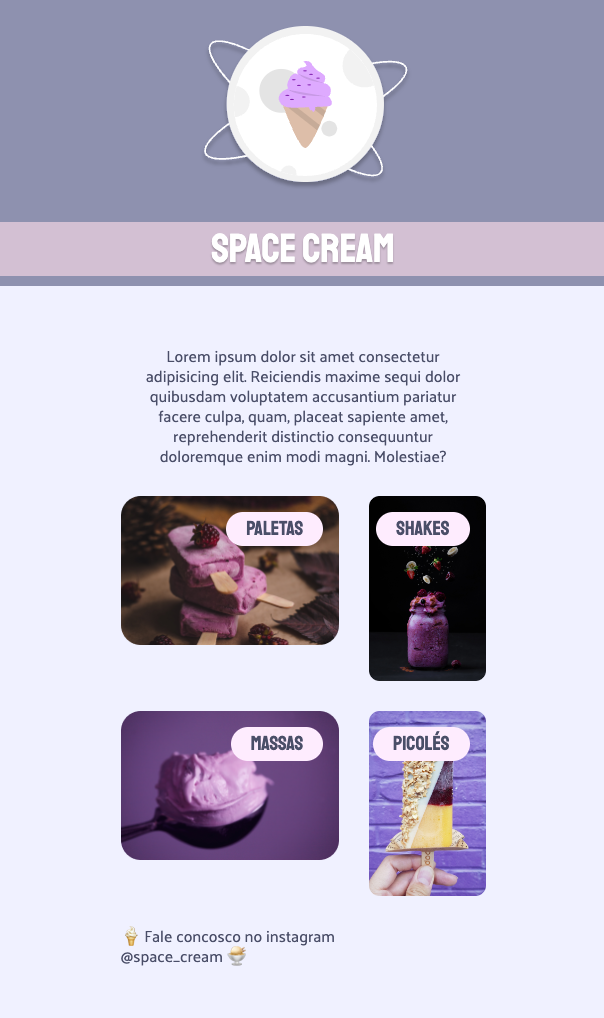 SPACE CREAM
Lorem ipsum dolor sit amet consectetur
adipisicing elit. Reiciendis maxime sequi dolor
quibusdam voluptatem accusantium pariatur
facere culpa, quam, placeat sapiente amet,
reprehenderit distinctio consequuntur
doloremque enim modi magni. Molestiae?
PALETAS
SHAKES
MASSAS
PICOLÉS
🍦 Fale concosco no instagram
@space_cream 🍨